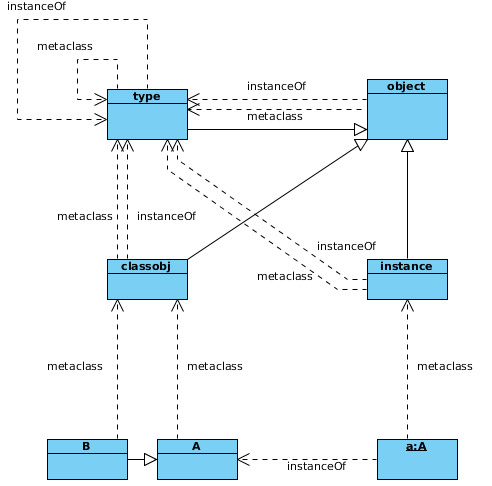 instanceOf
metaclass
type
instanceOf
object
metaclass
metaclass
instanceOf
instanceOf
metaclass
classobj
instance
metaclass
metaclass
metaclass
B
A
a:A
instanceOf